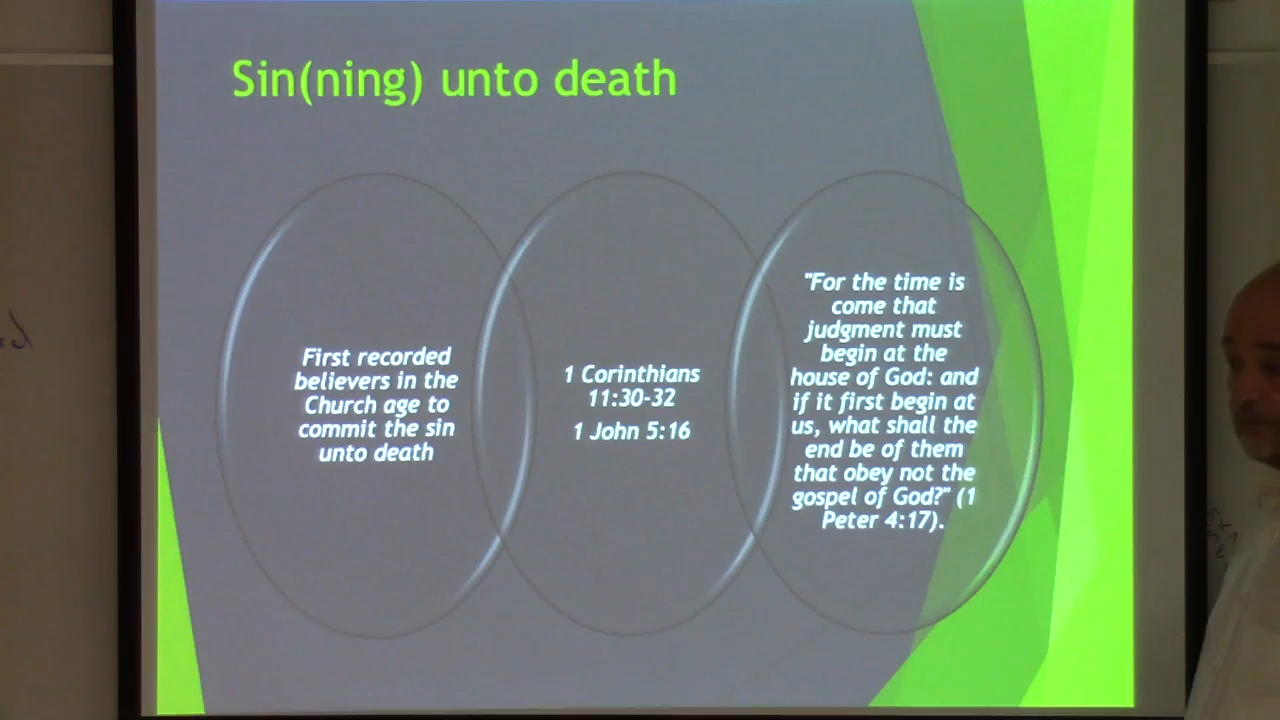 Sin(ning) unto death
First recorded
believers in the
Church age to
commit the sin
unto death
1 Corinthians
11:30-32
1 John 5:16
"For the time is
come that
judgment must
begin at the
house of God: and
if it first begin at
us, what shall the
end be of them
that obey not the
gospel of God?" (1
Peter 4:17).